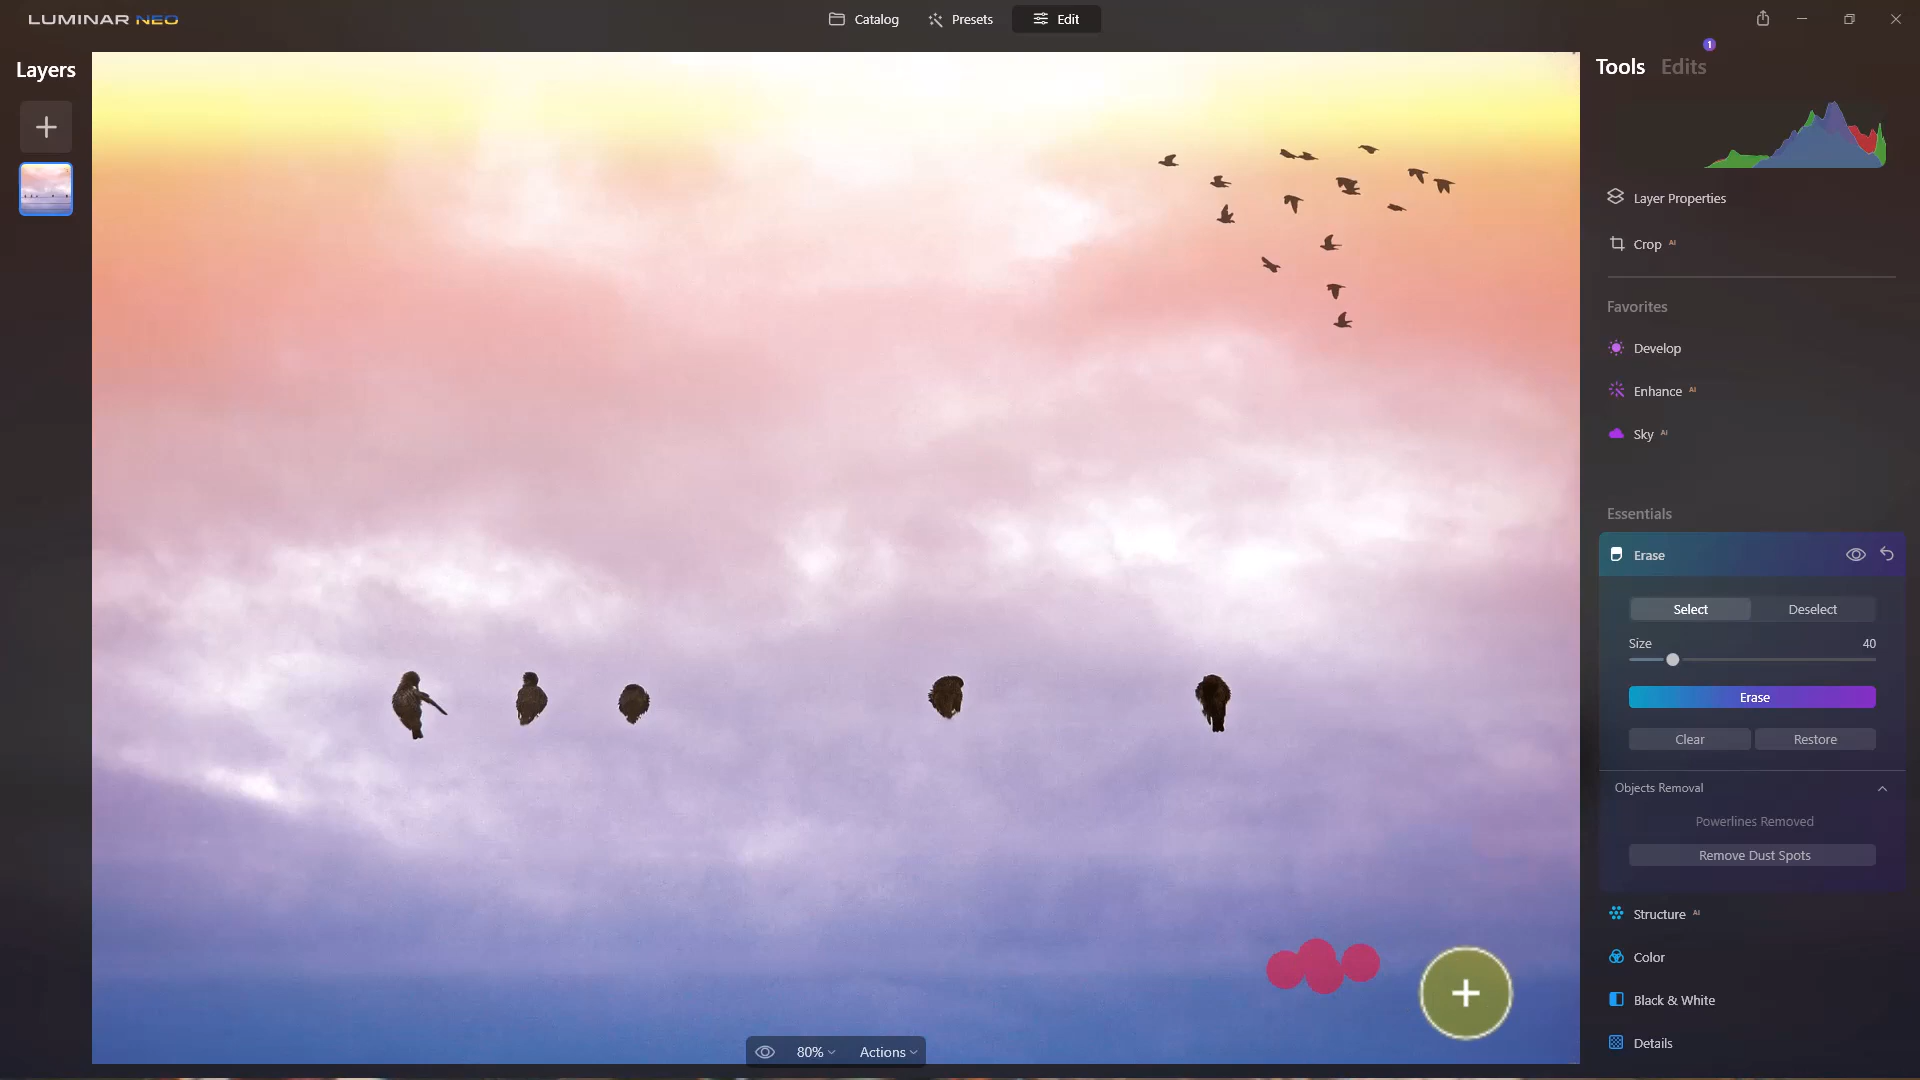 LUMINAR NEO
Catalog
Presets
Edit
Layers
1
Tools
Edits
Layer Properties
Crop AI
Favorites
Develop
Enhance AI
Sky AI
Essentials
Erase
Select
Deselect
Size
40
Erase
Clear
Restore
Objects Removal
Powerlines Removed
Remove Dust Spots
Structure AI
Color
Black & White
Details
80%
Actions